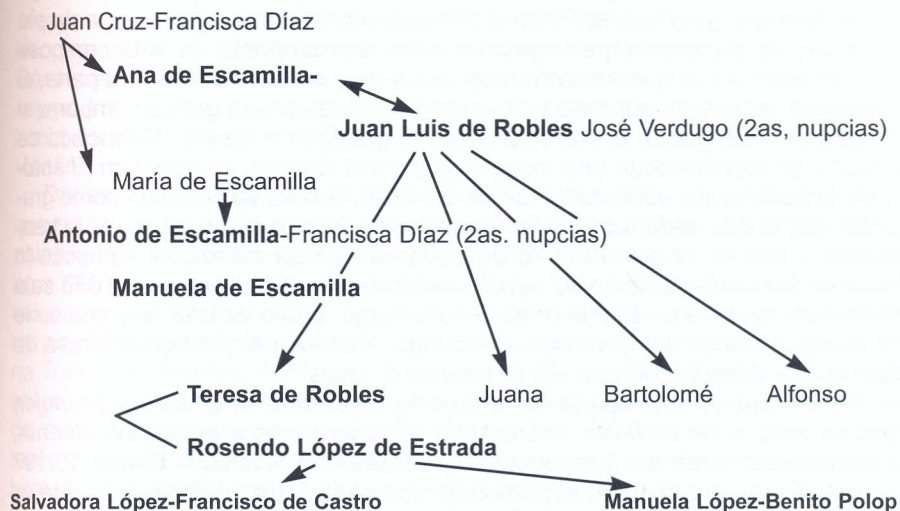 Juan Cruz-Francisca Díaz
Ana de Escamilla-
Juan Luis de Robles José Verdugo (2as, nupcias)
María de Escamilla
Antonio de Escamilla-Francisca Díaz (2as. nupcias)
Manuela de Escamilla
Teresa de Robles Juana Bartolomé Alfonso
Rosendo López de Estrada
Salvadora López-Francisco de Castro Manuela López-Benito Polop